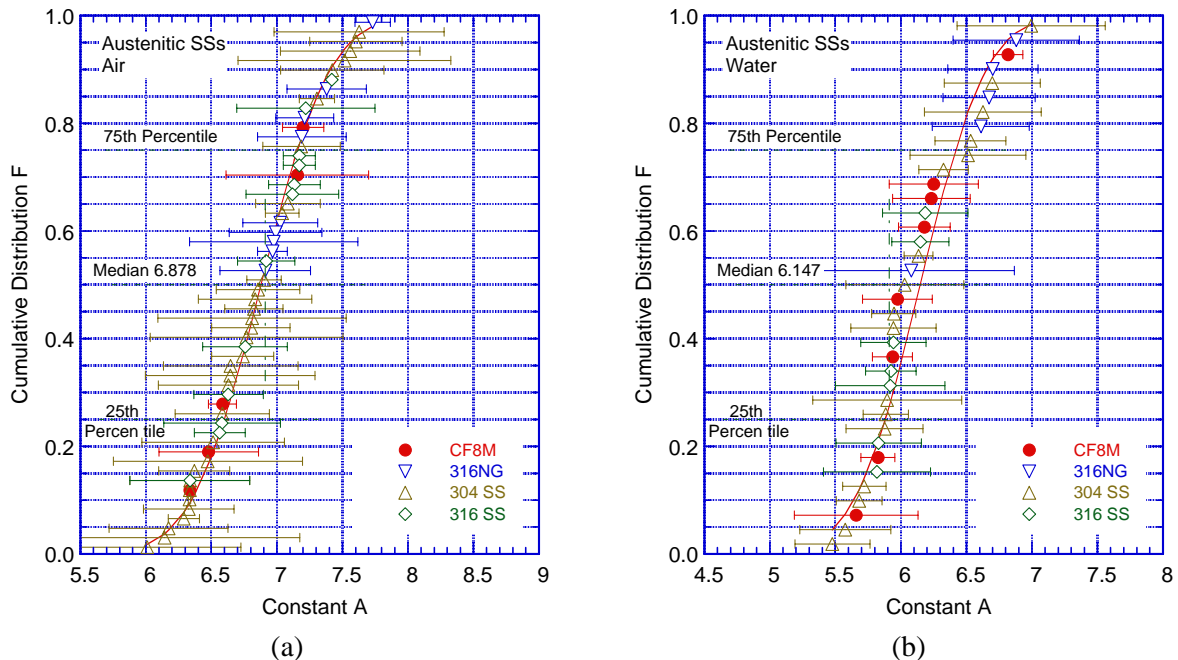 1.0
0.8
0.6
0.4
0.2
0.0
Cumulative Distribution F
Austenitic SSs
Air
75th Percentile
Median 6.878
25th
Percen tile
CF8M
316NG
304 SS
316 SS
5.5 6 6.5 7 7.5 8 8.5 9
Constant A
(a)
1.0
0.8
0.6
0.4
0.2
0.0
Cumulative Distribution F
Austenitic SSs
Water
75th Percentile
Median 6.147
25th
Percen tile
CF8M
316NG
304 SS
316 SS
4.5 5 5.5 6 6.5 7 7.5 8
Constant A
(b)